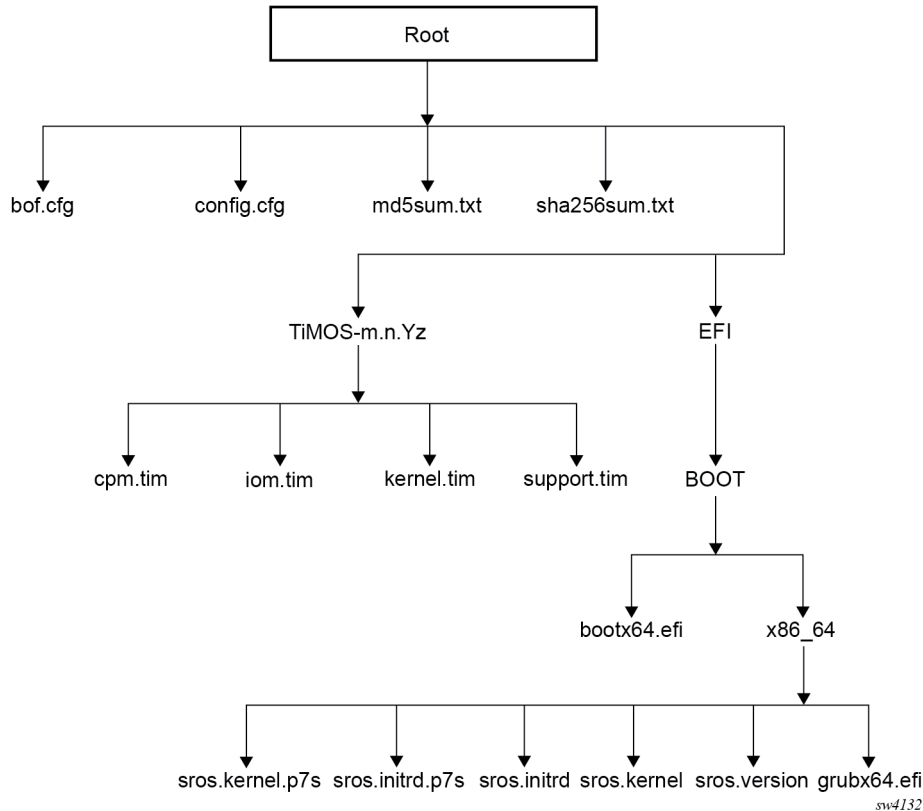 Root
bof.cfg config.cfg md5sum.txt sha256sum.txt
TiMOS-m.n.Yz EFI
cpm.tim iom.tim kernel.tim support.tim BOOT
bootx64.efi x86_64
sros.kernel.p7s sros.initrd.p7s sros.initrd sros.kernel sros.version grubx64.efi
sw4132